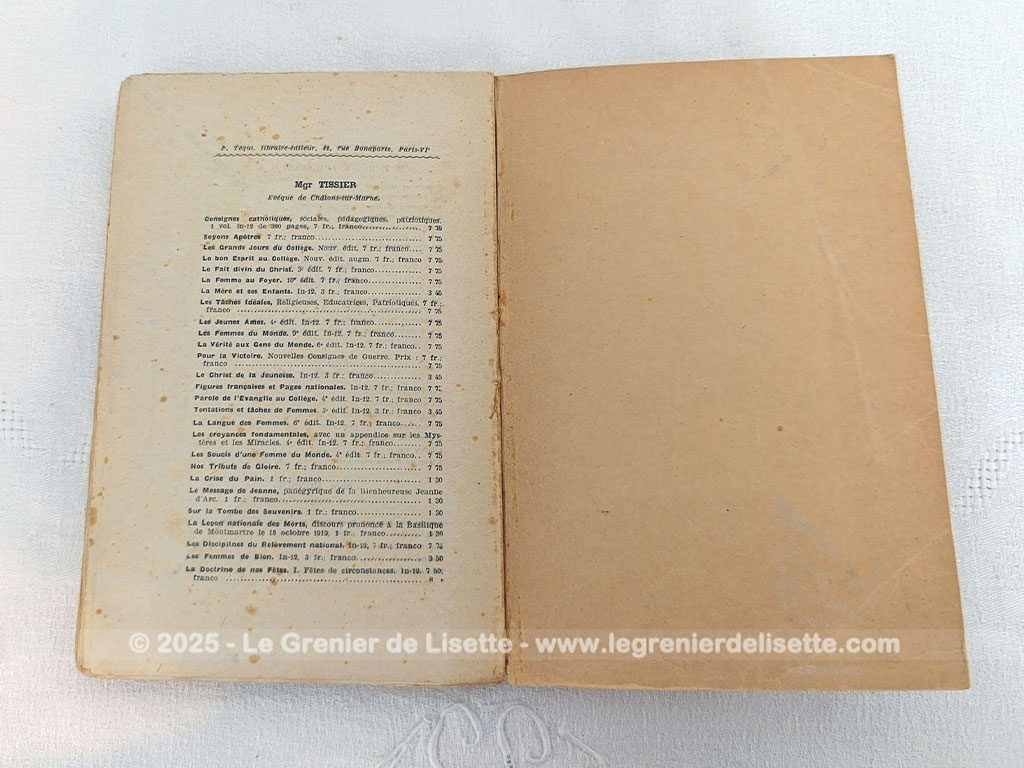 P. Téqui, libraire-éditeur, 82, rue Bonaparte, Paris-VIe
Mgr TISSIER
Evêque de Châlons-sur-Marne.
Consignes catholiques, sociales, pédagogiques, patriotiques.
1 vol. in-12 de 380 pages, 7 fr.; franco............ 7 75
Soyons Apôtres 7 fr.; franco............ 7 75
Les Grands Jours du Collège. Nouv. édit. 7 fr.; franco.... 7 75
Le bon Esprit au Collège. Nouv. édit. augm. 7 fr.; franco 7 75
Le Fait divin du Christ. 3e édit. 7 fr.; franco............ 7 75
La Femme au Foyer. 10e édit. 7 fr.; franco............ 7 75
La Mère et ses Enfants. In-12. 3 fr.; franco............ 3 45
Les Tâches Idéales, Religieuses, Educatrices, Patriotiques. 7 fr.;
franco ............ 7 75
Les Jeunes Ames. 4e édit. In-12. 7 fr.; franco............ 7 75
Les Femmes du Monde. 9e édit. In-12. 7 fr.; franco........ 7 75
La Vérité aux Gens du Monde. 6e édit. In-12. 7 fr.; franco.. 7 75
Pour la Victoire. Nouvelles Consignes de Guerre. Prix : 7 fr.;
franco ............ 7 75
Le Christ de la Jeunesse. In-12. 3 fr.; franco............ 3 45
Figures françaises et Pages nationales. In-12. 7 fr.; franco 7 75
Parole de l'Evangile au Collège. 4e édit. In-12. 7 fr.; franco 7 75
Tentations et tâches de Femmes. 3e édit. In-12. 3 fr.; franco 3 45
La Langue des Femmes. 6e édit. In-12. 7 fr.; franco...... 7 75
Les croyances fondamentales, avec un appendice sur les Mys-
tères et les Miracles. 4e édit. In-12. 7 fr.; franco........ 7 75
Les Soucis d'une Femme du Monde. 4e édit. 7 fr.; franco.. 7 75
Nos Tributs de Gloire. 7 fr.; franco............ 7 75
La Crise du Pain. 1 fr.; franco............ 1 30
Le Message de Jeanne, panégyrique de la Bienheureuse Jeanne
d'Arc. 1 fr.; franco............ 1 30
Sur la Tombe des Souvenirs. 1 fr.; franco............ 1 30
La Leçon nationale des Morts, discours prononcé à la Basilique
de Montmartre le 18 octobre 1919, 1 fr.; franco........ 1 30
Les Disciplines du Relèvement national. In-12, 7 fr.; franco 7 75
Les Femmes de Bien. In-12, 3 fr.; franco............ 3 50
La Doctrine de nos Fêtes. I. Fêtes de circonstances. In-12. 7 50;
franco ............ 8 »
© 2025 - Le Grenier de Lisette - www.legrenierdelisette.com